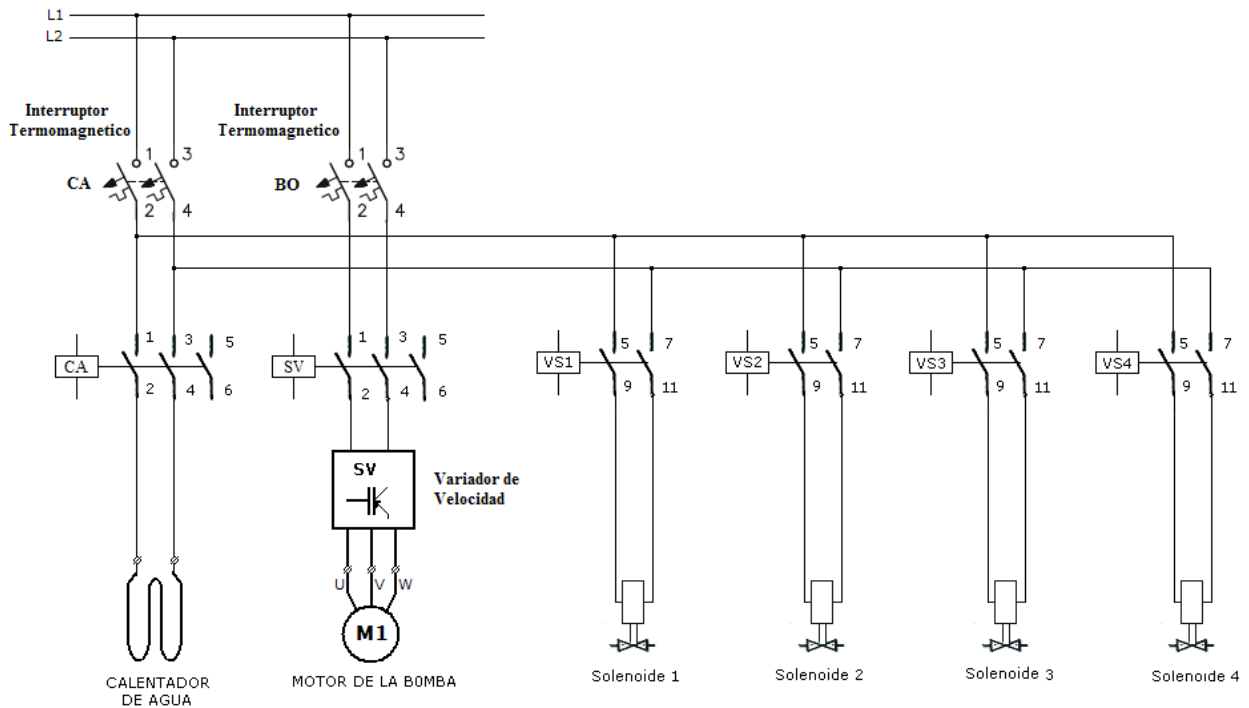 L1
L2
Interruptor
Termomagnetico
Interruptor
Termomagnetico
1 3
1 3
CA
BO
2 4
2 4
1 3 5
1 3 5
5 7
5 7
5 7
5 7
CA
SV
VS1
VS2
VS3
VS4
2 4 6
2 4 6
9 11
9 11
9 11
9 11
SV
Variador de
Velocidad
U V W
M1
CALENTADOR
DE AGUA
MOTOR DE LA BOMBA
Solenoide 1
Solenoide 2
Solenoide 3
Solenoide 4